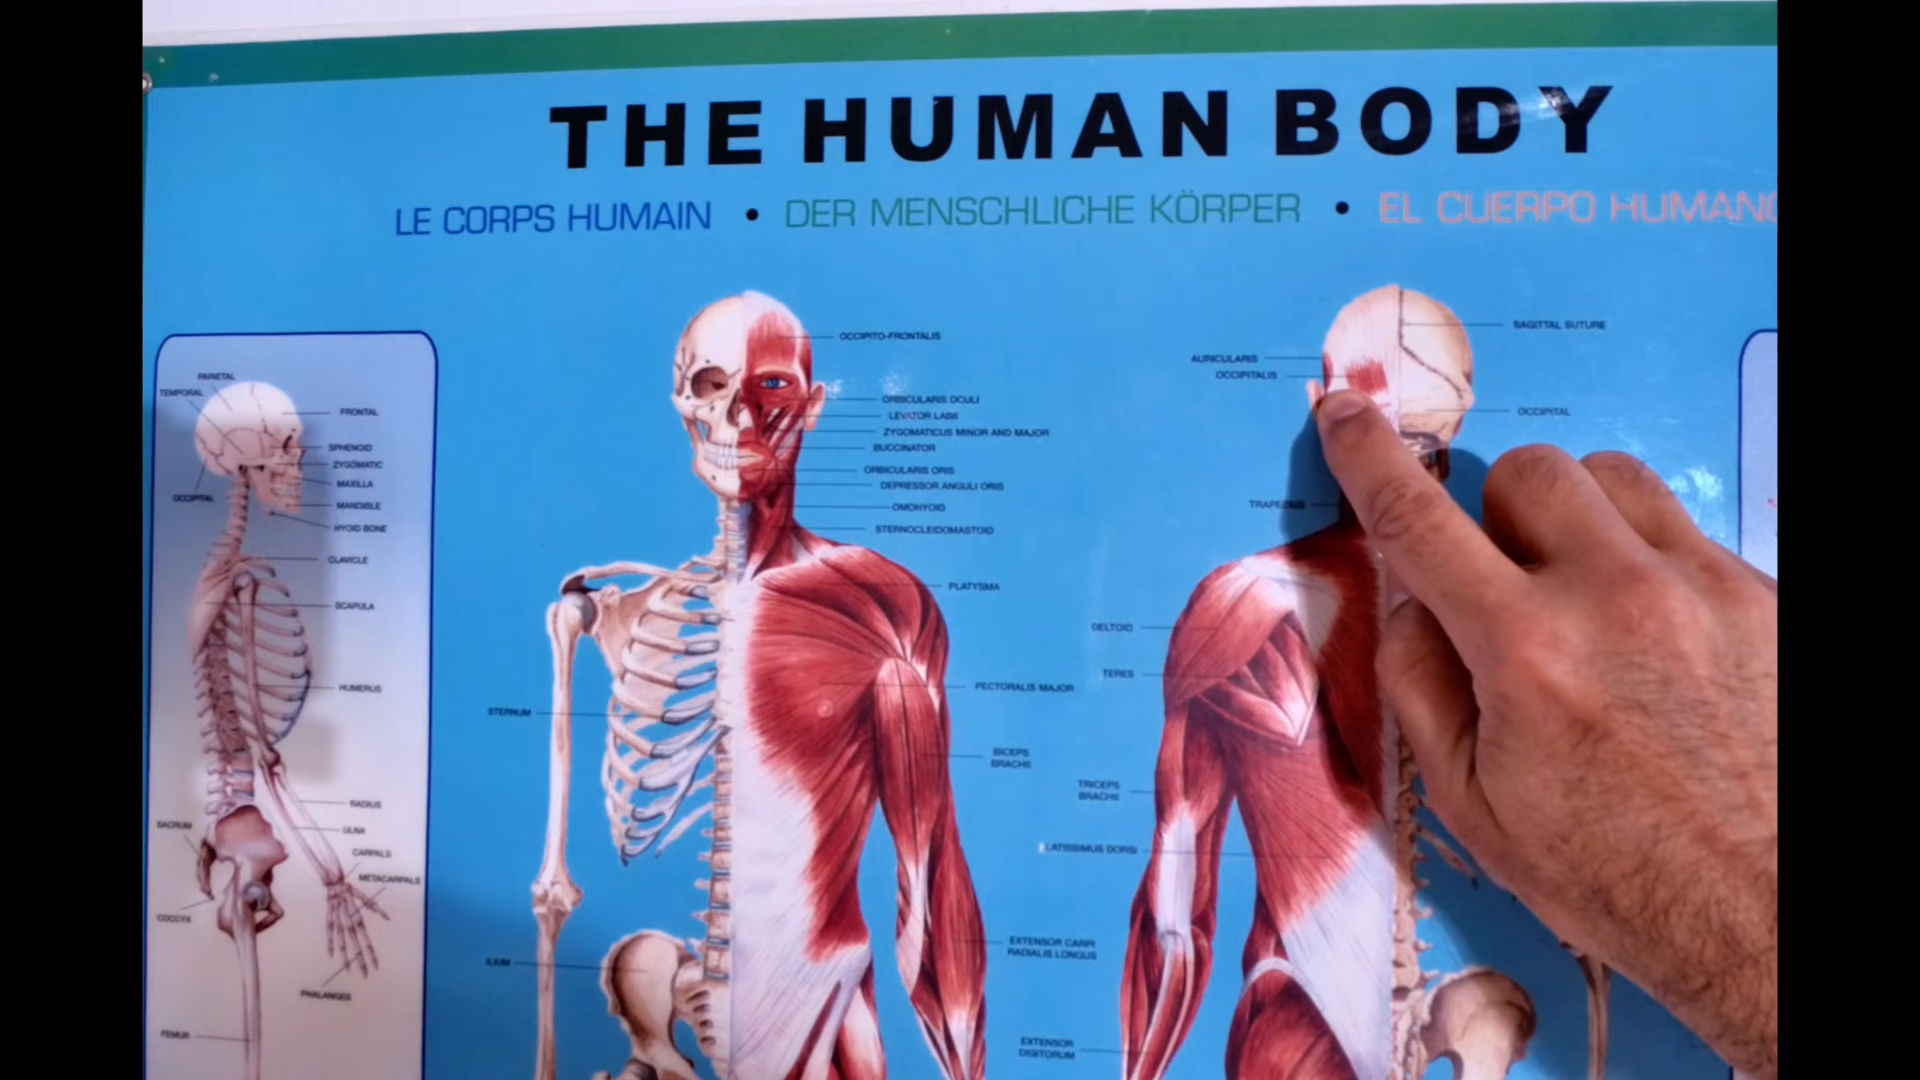 THE HUMAN BODY
LE CORPS HUMAIN • DER MENSCHLICHE KÖRPER • EL CUERPO HUMANO
PARIETAL
TEMPORAL
FRONTAL
SPHENOID
ZYGOMATIC
MAXILLA
OCCIPITAL
MANDIBLE
HYOID BONE
CLAVICLE
SCAPULA
HUMERUS
RADIUS
SACRUM
ULNA
CARPALS
METACARPALS
COCCYX
PHALANGES
FEMUR
OCCIPITO-FRONTALIS
ORBICULARIS OCULI
LEVATOR LABII
ZYGOMATICUS MINOR AND MAJOR
BUCCINATOR
ORBICULARIS ORIS
DEPRESSOR ANGULI ORIS
OMOHYOID
STERNOCLEIDOMASTOID
PLATYSMA
PECTORALIS MAJOR
STERNUM
BICEPS
BRACHII
EXTENSOR CARPI
RADIALIS LONGUS
ILIUM
SAGITTAL SUTURE
AURICULARIS
OCCIPITALIS
OCCIPITAL
TRAPEZIUS
DELTOID
TERES
TRICEPS
BRACHII
LATISSIMUS DORSI
EXTENSOR
DIGITORUM